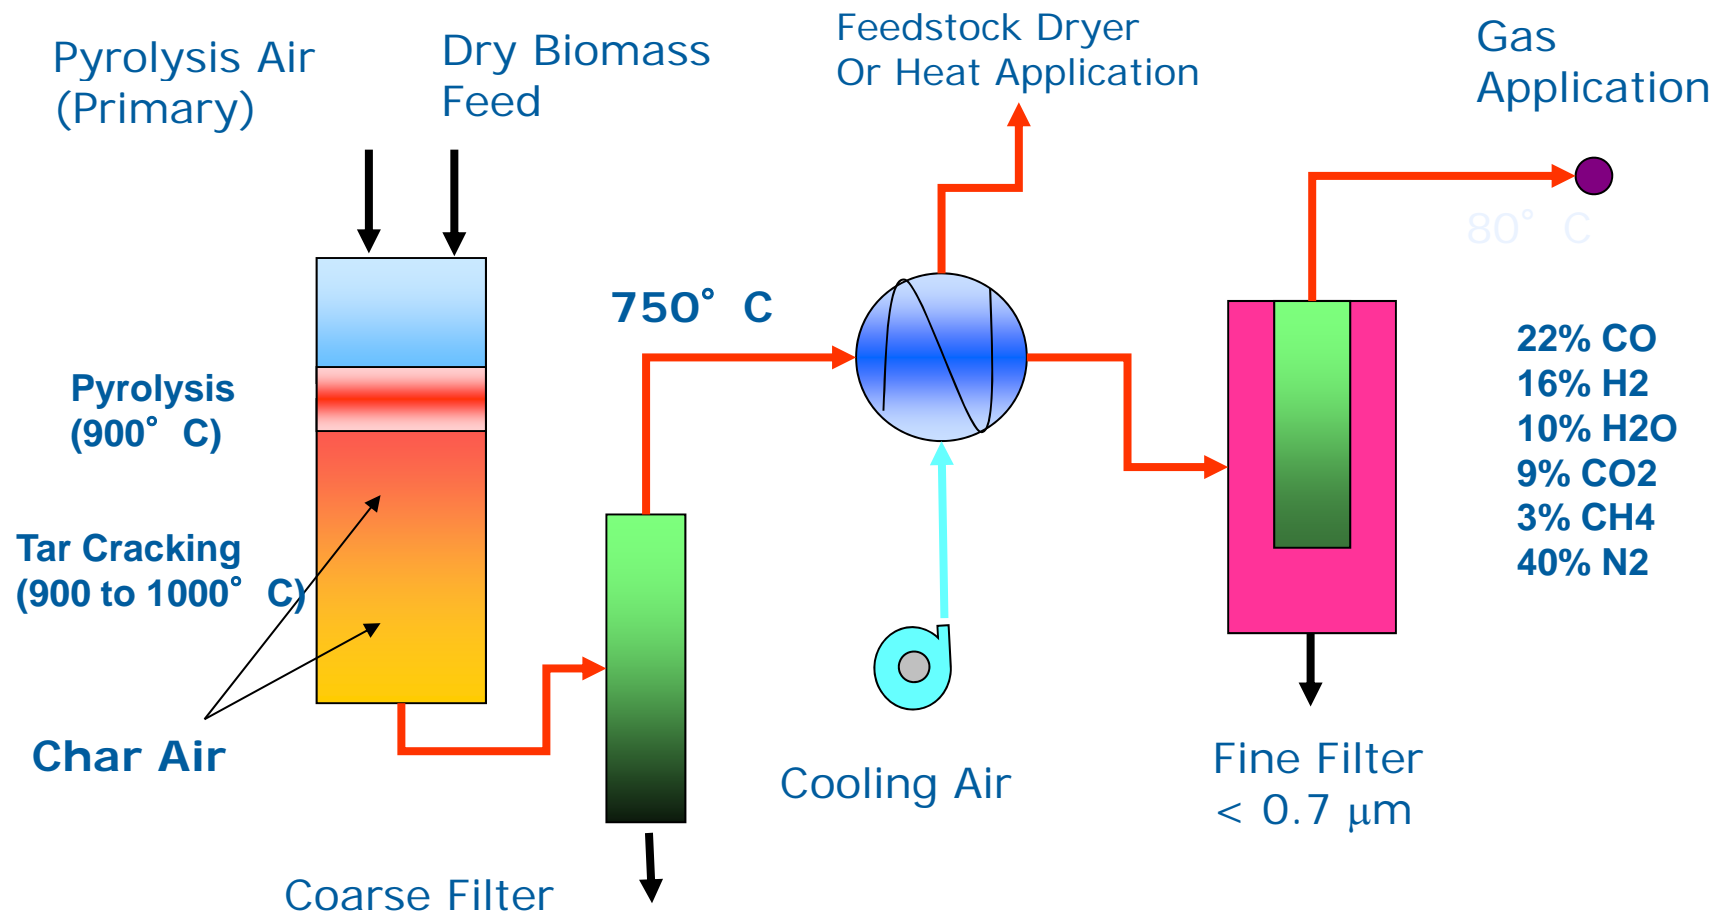 Pyrolysis Air
(Primary)
Dry Biomass
Feed
Feedstock Dryer
Or Heat Application
Gas
Application
80° C
750° C
Pyrolysis
(900° C)
Tar Cracking
(900 to 1000° C)
Char Air
22% CO
16% H2
10% H2O
9% CO2
3% CH4
40% N2
Cooling Air
Fine Filter
< 0.7 μm
Coarse Filter